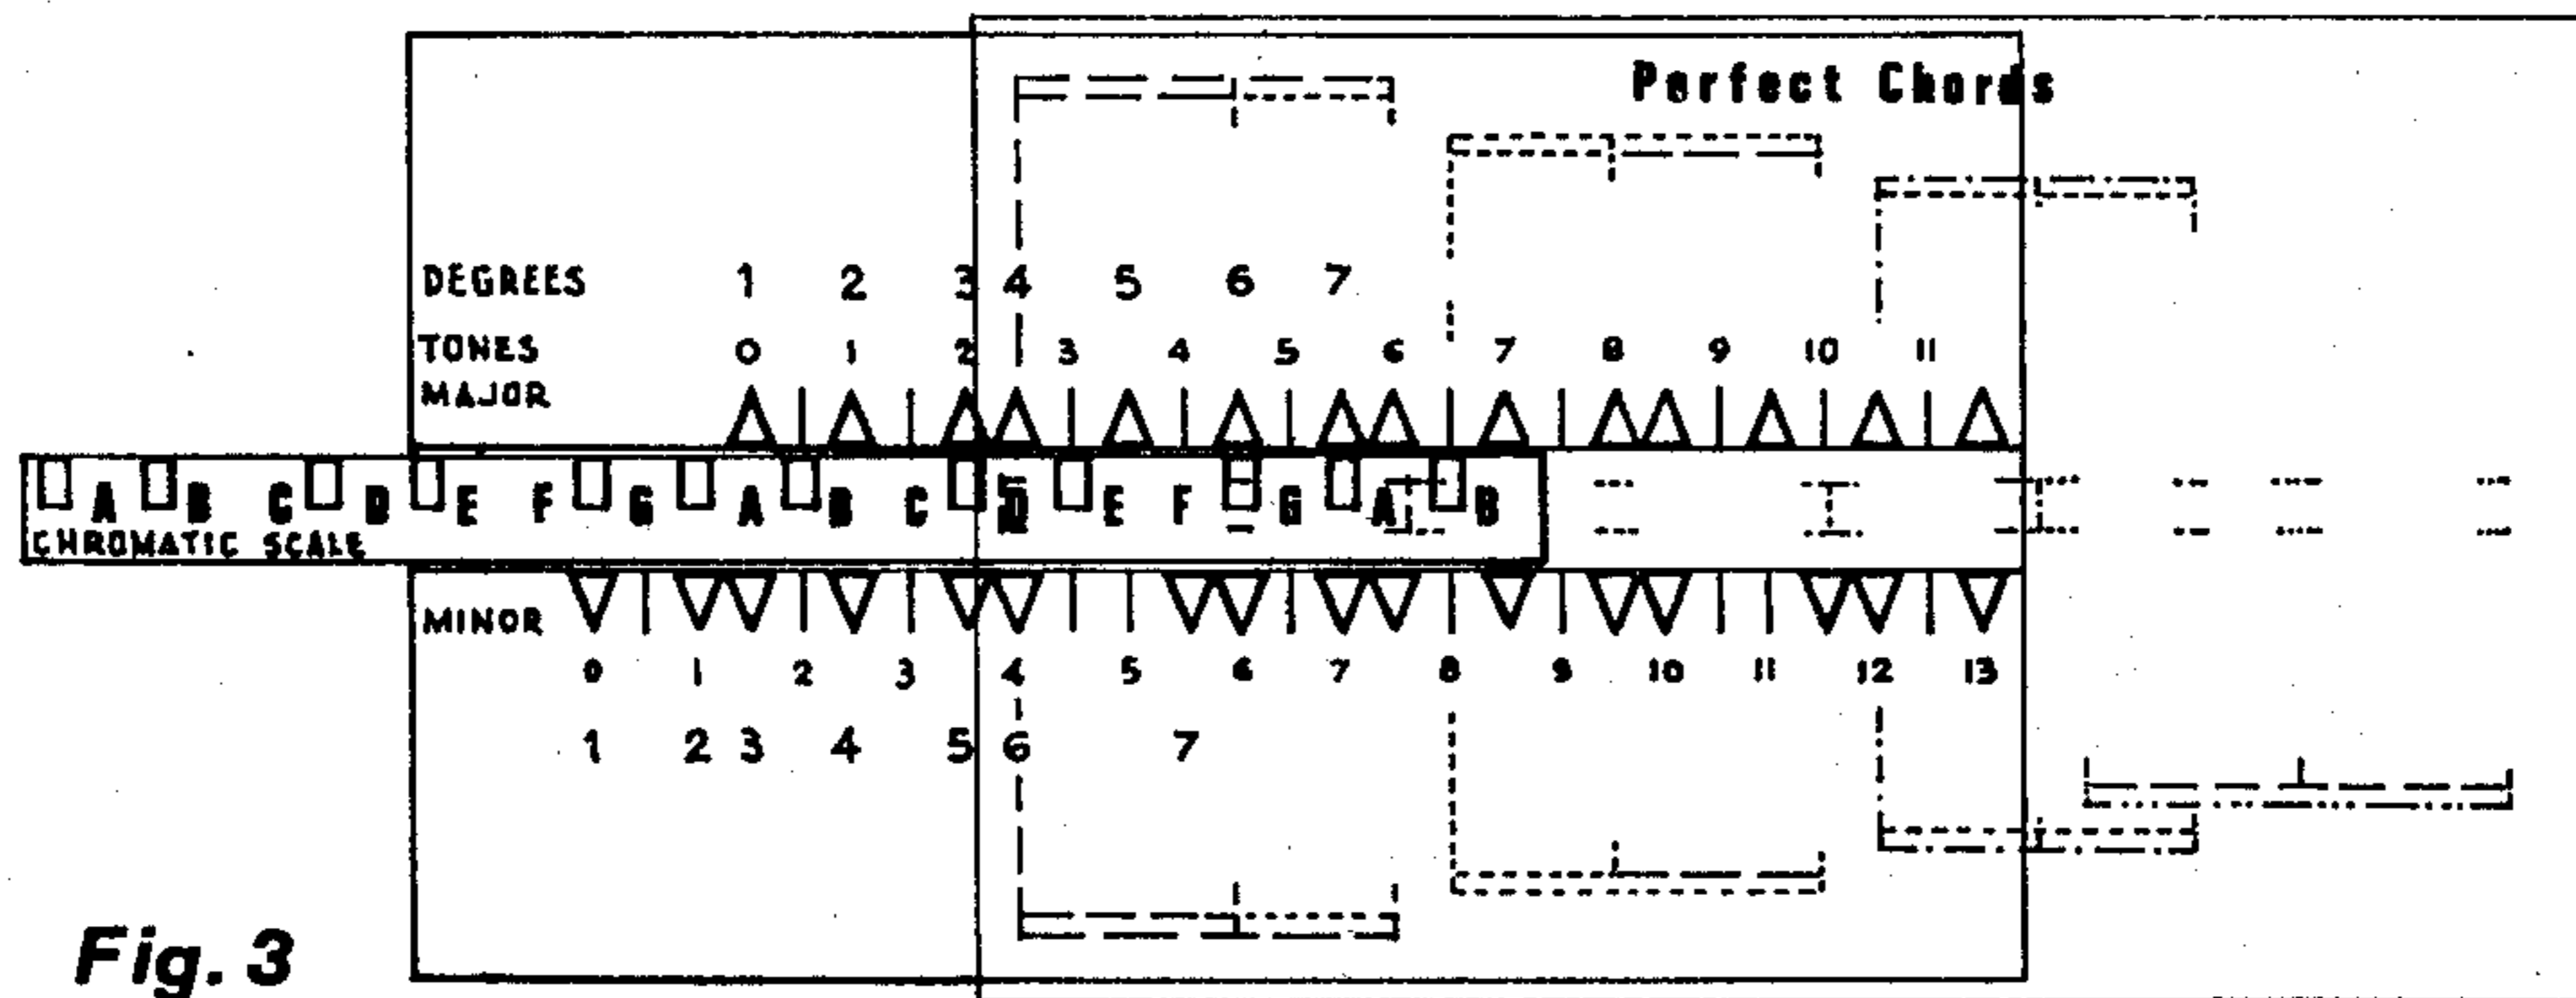 Perfect Chords
DEGREES 1 2 3 4 5 6 7
TONES 0 1 2 3 4 5 6 7 8 9 10 11
MAJOR
A B C D E F G A B C D E F G A B
CHROMATIC SCALE
MINOR
0 1 2 3 4 5 6 7 8 9 10 11 12 13
1 2 3 4 5 6 7
Fig. 3